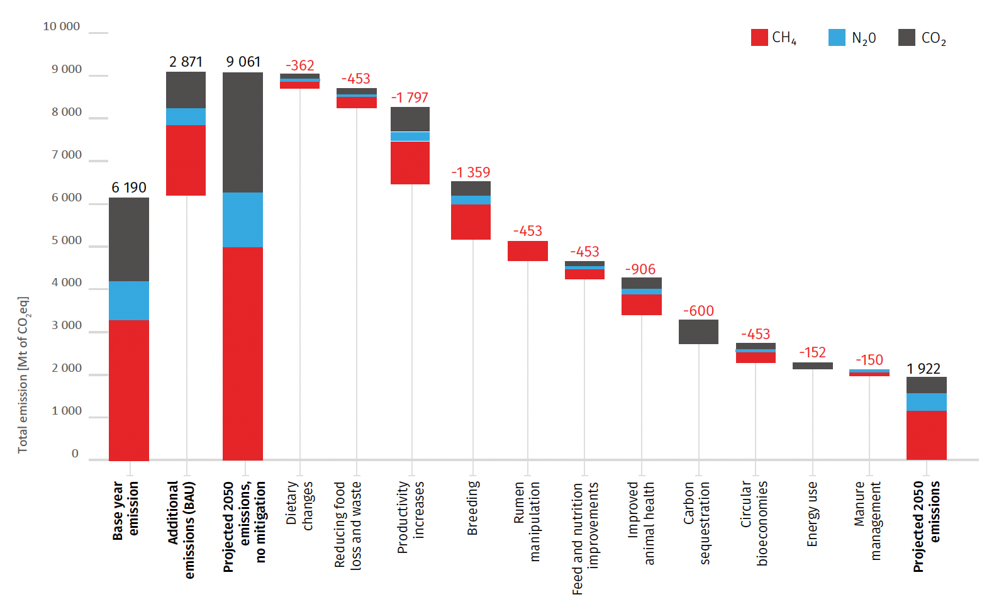 CH₄
N₂0
CO₂
Total emission [Mt of CO₂eq]
10 000
9 000
8 000
7 000
6 000
5 000
4 000
3 000
2 000
1 000
0
6 190
2 871
9 061
-362
-453
-1 797
-1 359
-453
-453
-906
-600
-453
-152
-150
1 922
Base year
emission
Additional
emissions (BAU)
Projected 2050
emissions,
no mitigation
Dietary
changes
Reducing food
loss and waste
Productivity
increases
Breeding
Rumen
manipulation
Feed and nutrition
improvements
Improved
animal health
Carbon
sequestration
Circular
bioeconomies
Energy use
Manure
management
Projected 2050
emissions